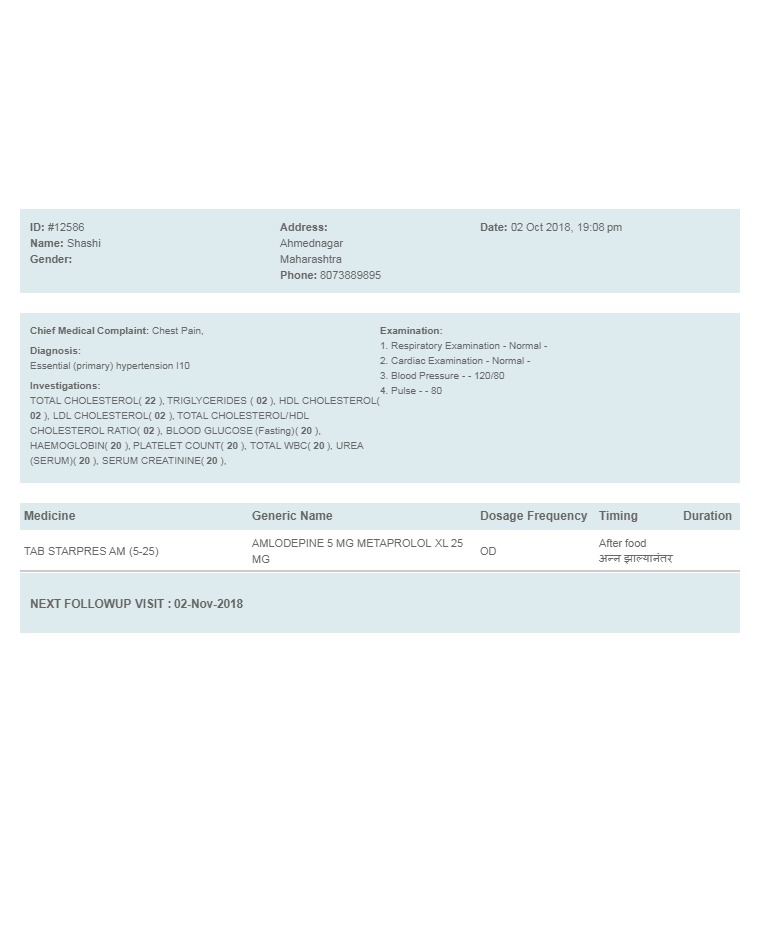 ID: #12586
Name: Shashi
Gender:
Address:
Ahmednagar
Maharashtra
Phone: 8073889895
Date: 02 Oct 2018, 19:08 pm
Chief Medical Complaint: Chest Pain,
Diagnosis:
Essential (primary) hypertension I10
Investigations:
TOTAL CHOLESTEROL( 22 ), TRIGLYCERIDES ( 02 ), HDL CHOLESTEROL(
02 ), LDL CHOLESTEROL( 02 ), TOTAL CHOLESTEROL/HDL
CHOLESTEROL RATIO( 02 ), BLOOD GLUCOSE (Fasting)( 20 ),
HAEMOGLOBIN( 20 ), PLATELET COUNT( 20 ), TOTAL WBC( 20 ), UREA
(SERUM)( 20 ), SERUM CREATININE( 20 ),
Examination:
1. Respiratory Examination - Normal -
2. Cardiac Examination - Normal -
3. Blood Pressure - - 120/80
4. Pulse - - 80
Medicine Generic Name Dosage Frequency Timing Duration
TAB STARPRES AM (5-25)
AMLODEPINE 5 MG METAPROLOL XL 25
MG
OD
After food
अन्न झाल्यानंतर
NEXT FOLLOWUP VISIT : 02-Nov-2018